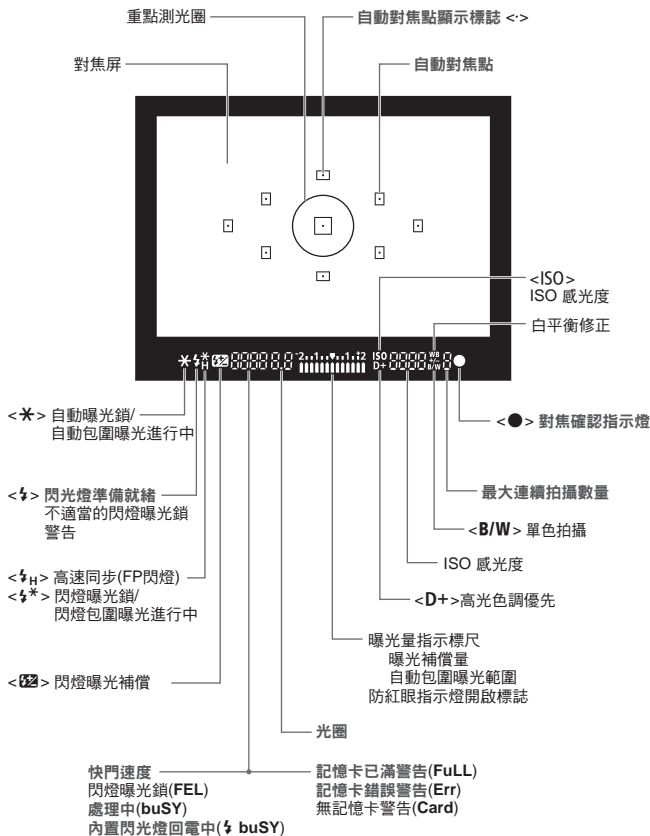 重點測光圈
自動對焦點顯示標誌 <·>
對焦屏
自動對焦點
<ISO>
ISO 感光度
白平衡修正
-2..1..▼..1.:2
ISO
D+
WB
+/-
B/W
<✱> 自動曝光鎖/
自動包圍曝光進行中
<●> 對焦確認指示燈
<⚡> 閃光燈準備就緒
不適當的閃燈曝光鎖
警告
最大連續拍攝數量
<B/W> 單色拍攝
ISO 感光度
<⚡H> 高速同步(FP閃燈)
<⚡✱> 閃燈曝光鎖/
閃燈包圍曝光進行中
<D+>高光色調優先
曝光量指示標尺
曝光補償量
自動包圍曝光範圍
防紅眼指示燈開啟標誌
<⚡±> 閃燈曝光補償
光圈
快門速度
閃燈曝光鎖(FEL)
處理中(buSY)
內置閃光燈回電中(⚡ buSY)
記憶卡已滿警告(FuLL)
記憶卡錯誤警告(Err)
無記憶卡警告(Card)